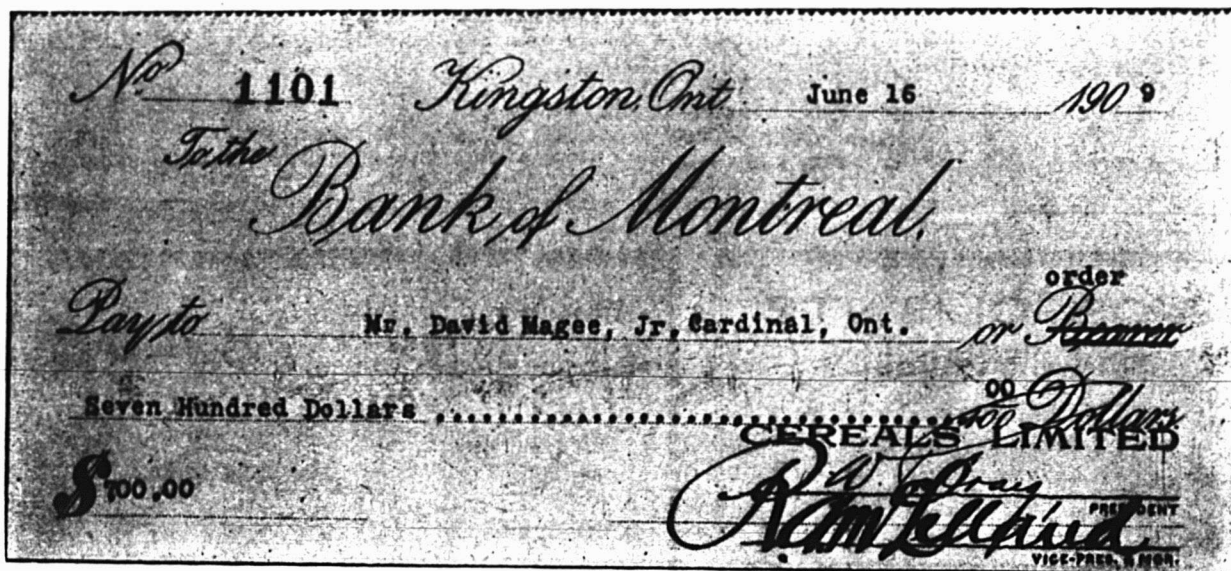 No 1101 Kingston, Ont. June 16 1909
To the
Bank of Montreal.
order
Pay to Mr. David Magee, Jr, Cardinal, Ont. or Bearer
Seven Hundred Dollars .............................. 00/100 Dollars
CEREALS LIMITED
$700.00
W. Craig
PRESIDENT
VICE-PRES. & MGR.